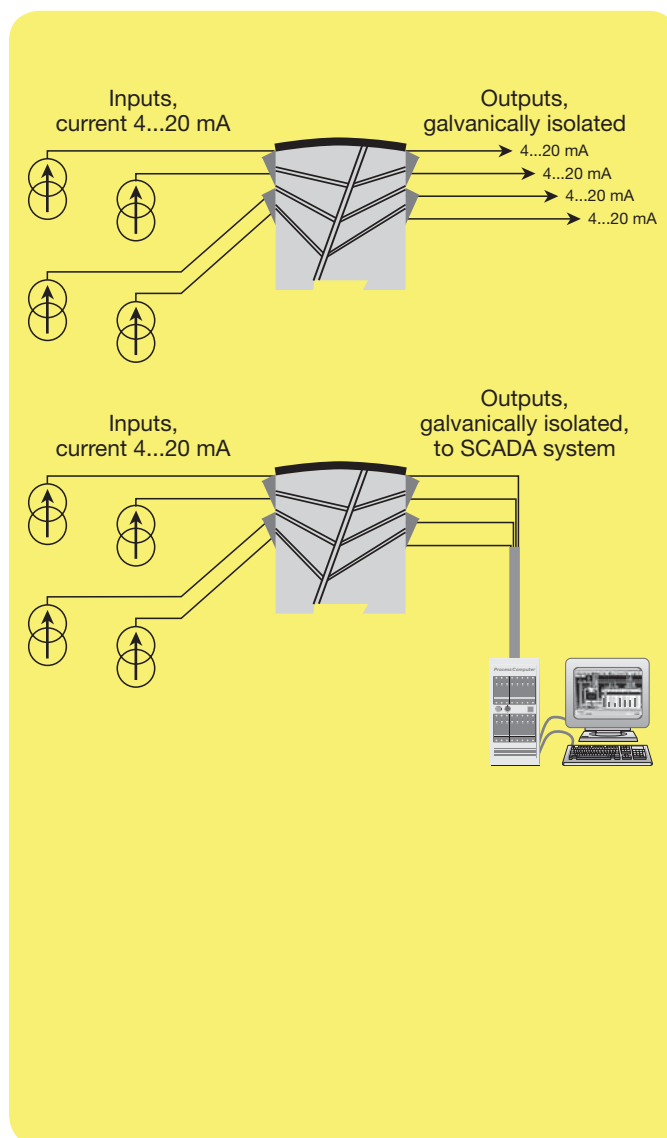 Inputs,
current 4...20 mA
Outputs,
galvanically isolated
4...20 mA
4...20 mA
4...20 mA
4...20 mA
Inputs,
current 4...20 mA
Outputs,
galvanically isolated,
to SCADA system
ProcessComputer